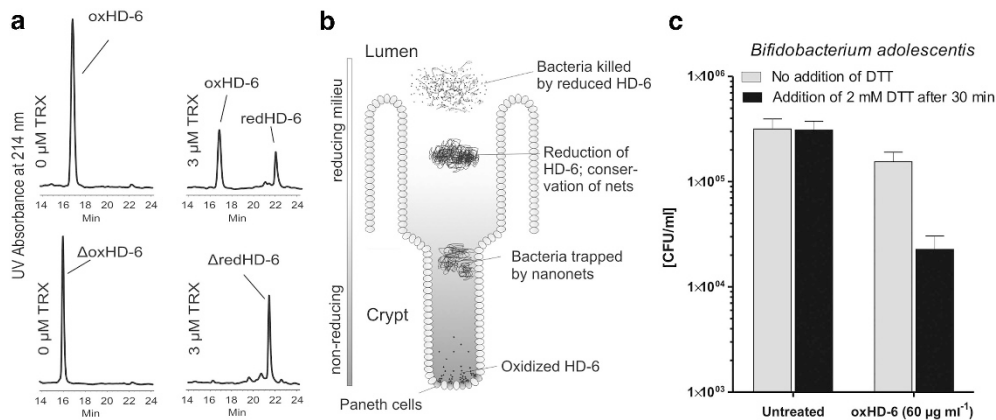 a
UV Absorbance at 214 nm
0 µM TRX
oxHD-6
14 16 18 20 22 24
Min
3 µM TRX
oxHD-6
redHD-6
14 16 18 20 22 24
Min
0 µM TRX
ΔoxHD-6
14 16 18 20 22 24
Min
3 µM TRX
ΔredHD-6
14 16 18 20 22 24
Min
b
reducing milieu
non-reducing
Lumen
Bacteria killed
by reduced HD-6
Reduction of
HD-6; conser-
vation of nets
Bacteria trapped
by nanonets
Crypt
Oxidized HD-6
Paneth cells
c
Bifidobacterium adolescentis
No addition of DTT
Addition of 2 mM DTT after 30 min
[CFU/ml]
1×10⁰⁶
1×10⁰⁵
1×10⁰⁴
1×10⁰³
Untreated
oxHD-6 (60 µg ml⁻¹)